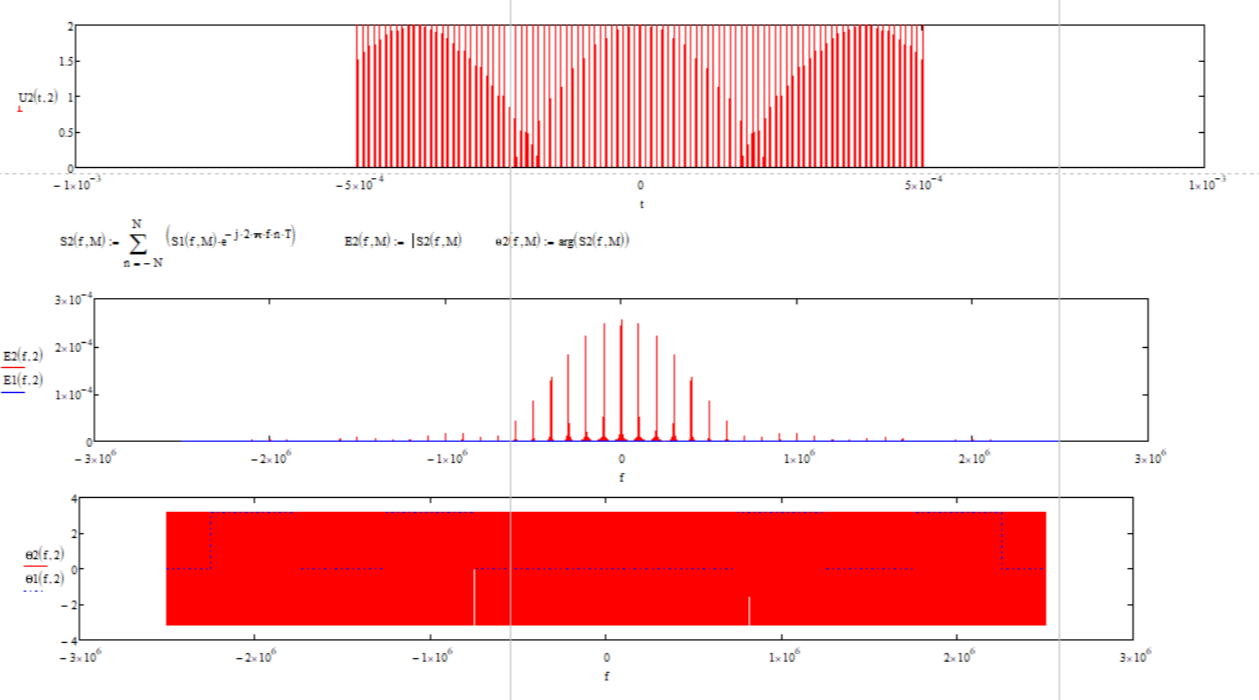 2
1.5
U2(t,2) 1
0.5
0
−1×10^−3 −5×10^−4 0 5×10^−4 1×10^−3
t
S2(f,M) := ∑ n = −N N (S1(f,M)·e^−j·2·π·f·n·T) E2(f,M) := |S2(f,M) θ2(f,M) := arg(S2(f,M))
3×10^−4
E2(f,2) 2×10^−4
E1(f,2)
1×10^−4
0
−3×10^6 −2×10^6 −1×10^6 0 1×10^6 2×10^6 3×10^6
f
4
2
θ2(f,2)
0
θ1(f,2)
−2
−4
−3×10^6 −2×10^6 −1×10^6 0 1×10^6 2×10^6 3×10^6
f